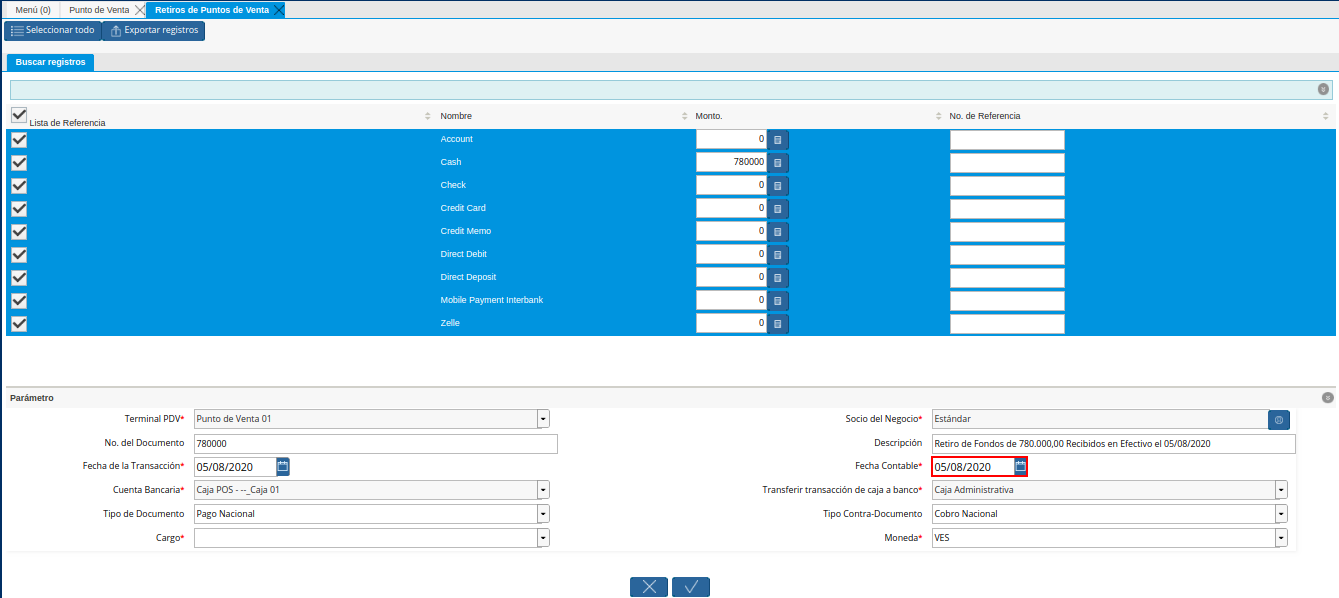 Menú (0) Punto de Venta Retiros de Puntos de Venta
Seleccionar todo Exportar registros
Buscar registros
Lista de Referencia Nombre Monto. No. de Referencia
Account 0
Cash 780000
Check 0
Credit Card 0
Credit Memo 0
Direct Debit 0
Direct Deposit 0
Mobile Payment Interbank 0
Zelle 0
Parámetro
Terminal PDV* Punto de Venta 01 Socio del Negocio* Estándar
No. del Documento 780000 Descripción Retiro de Fondos de 780.000,00 Recibidos en Efectivo el 05/08/2020
Fecha de la Transacción* 05/08/2020 Fecha Contable* 05/08/2020
Cuenta Bancaria* Caja POS - --_Caja 01 Transferir transacción de caja a banco* Caja Administrativa
Tipo de Documento Pago Nacional Tipo Contra-Documento Cobro Nacional
Cargo* Moneda* VES